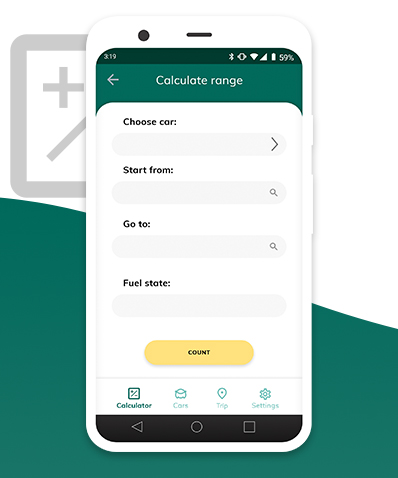 3:19
59%
Calculate range
Choose car:
Start from:
Go to:
Fuel state:
COUNT
Calculator
Cars
Trip
Settings